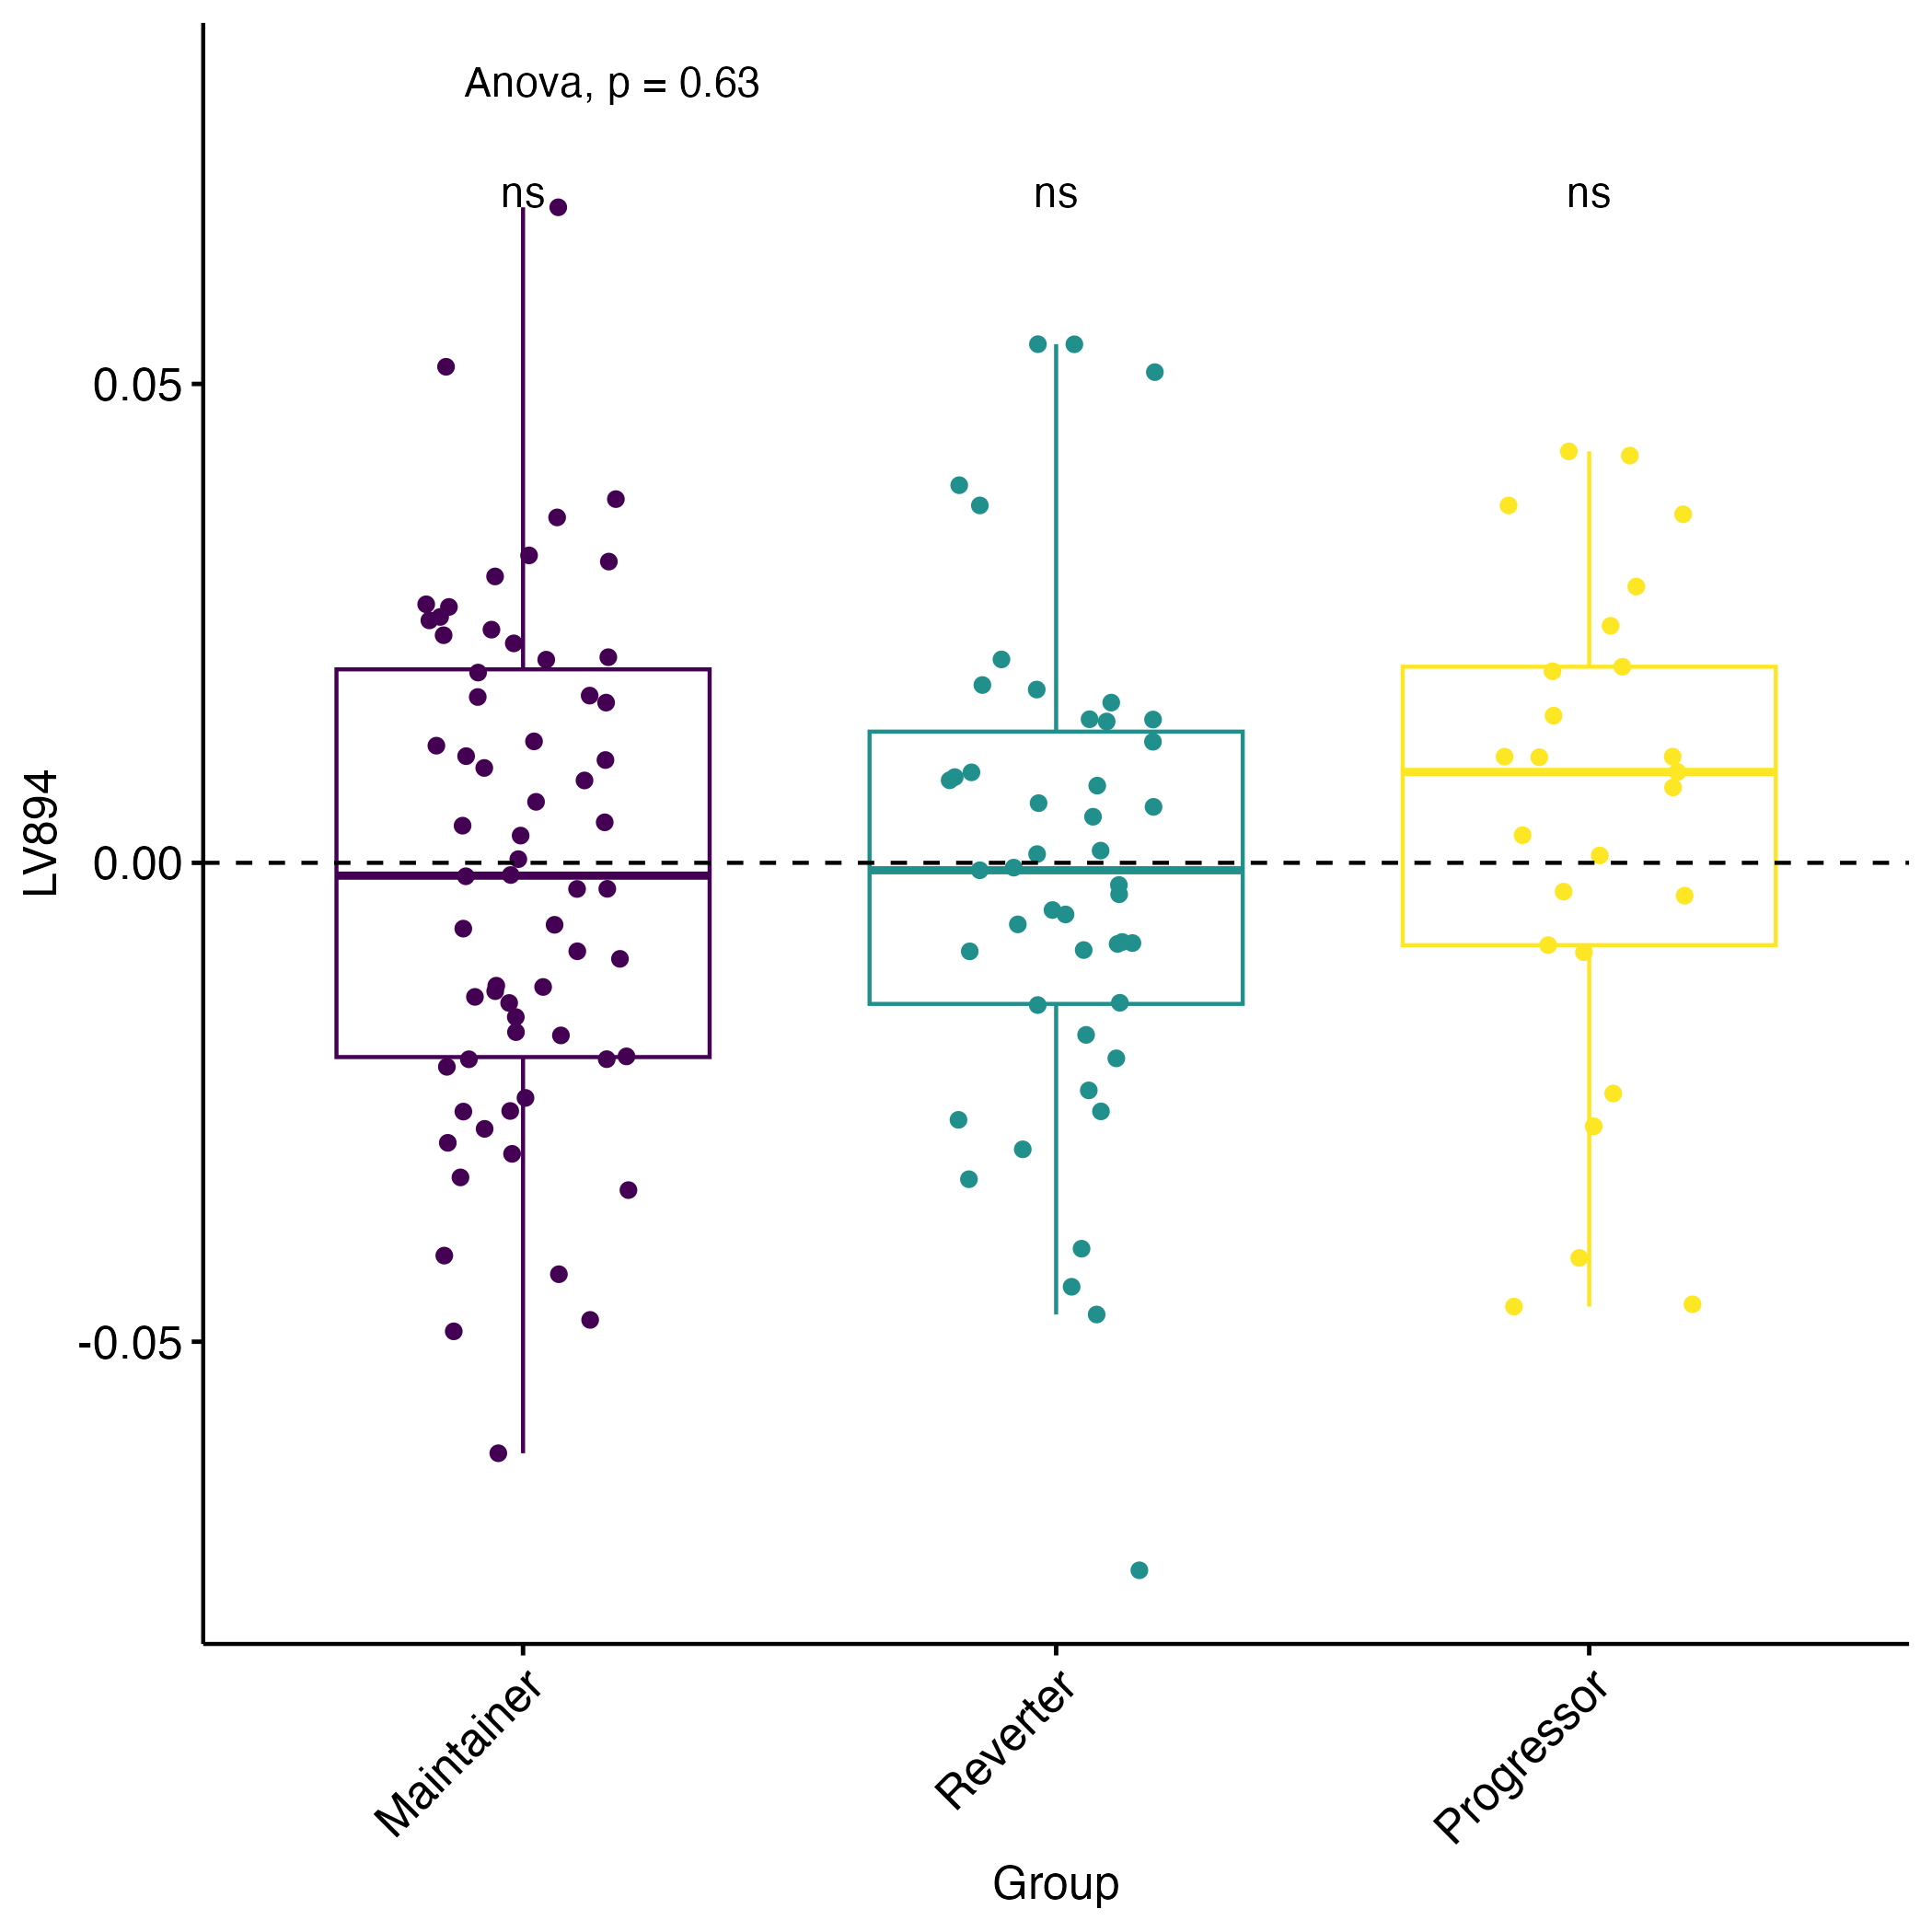 Anova, p = 0.63
ns ns ns
0.05
0.00
-0.05
LV894
Maintainer Reverter Progressor
Group